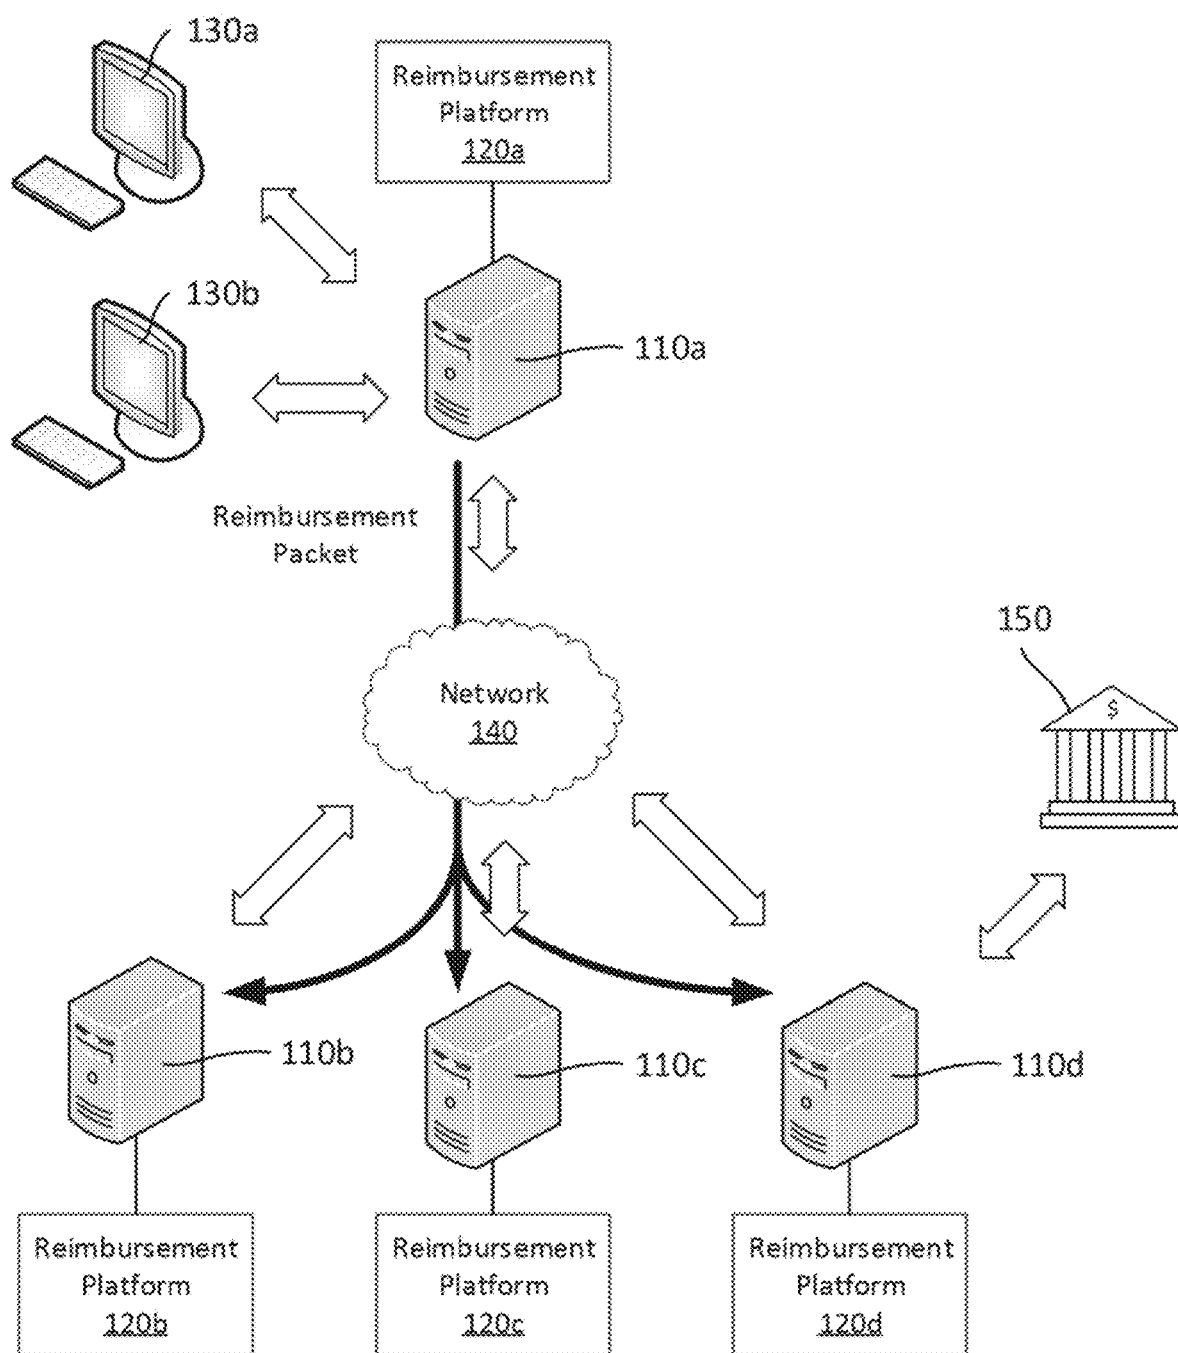 130a
Reimbursement
Platform
120a
130b
110a
Reimbursement
Packet
150
$
Network
140
110b
110c
110d
Reimbursement
Platform
120b
Reimbursement
Platform
120c
Reimbursement
Platform
120d